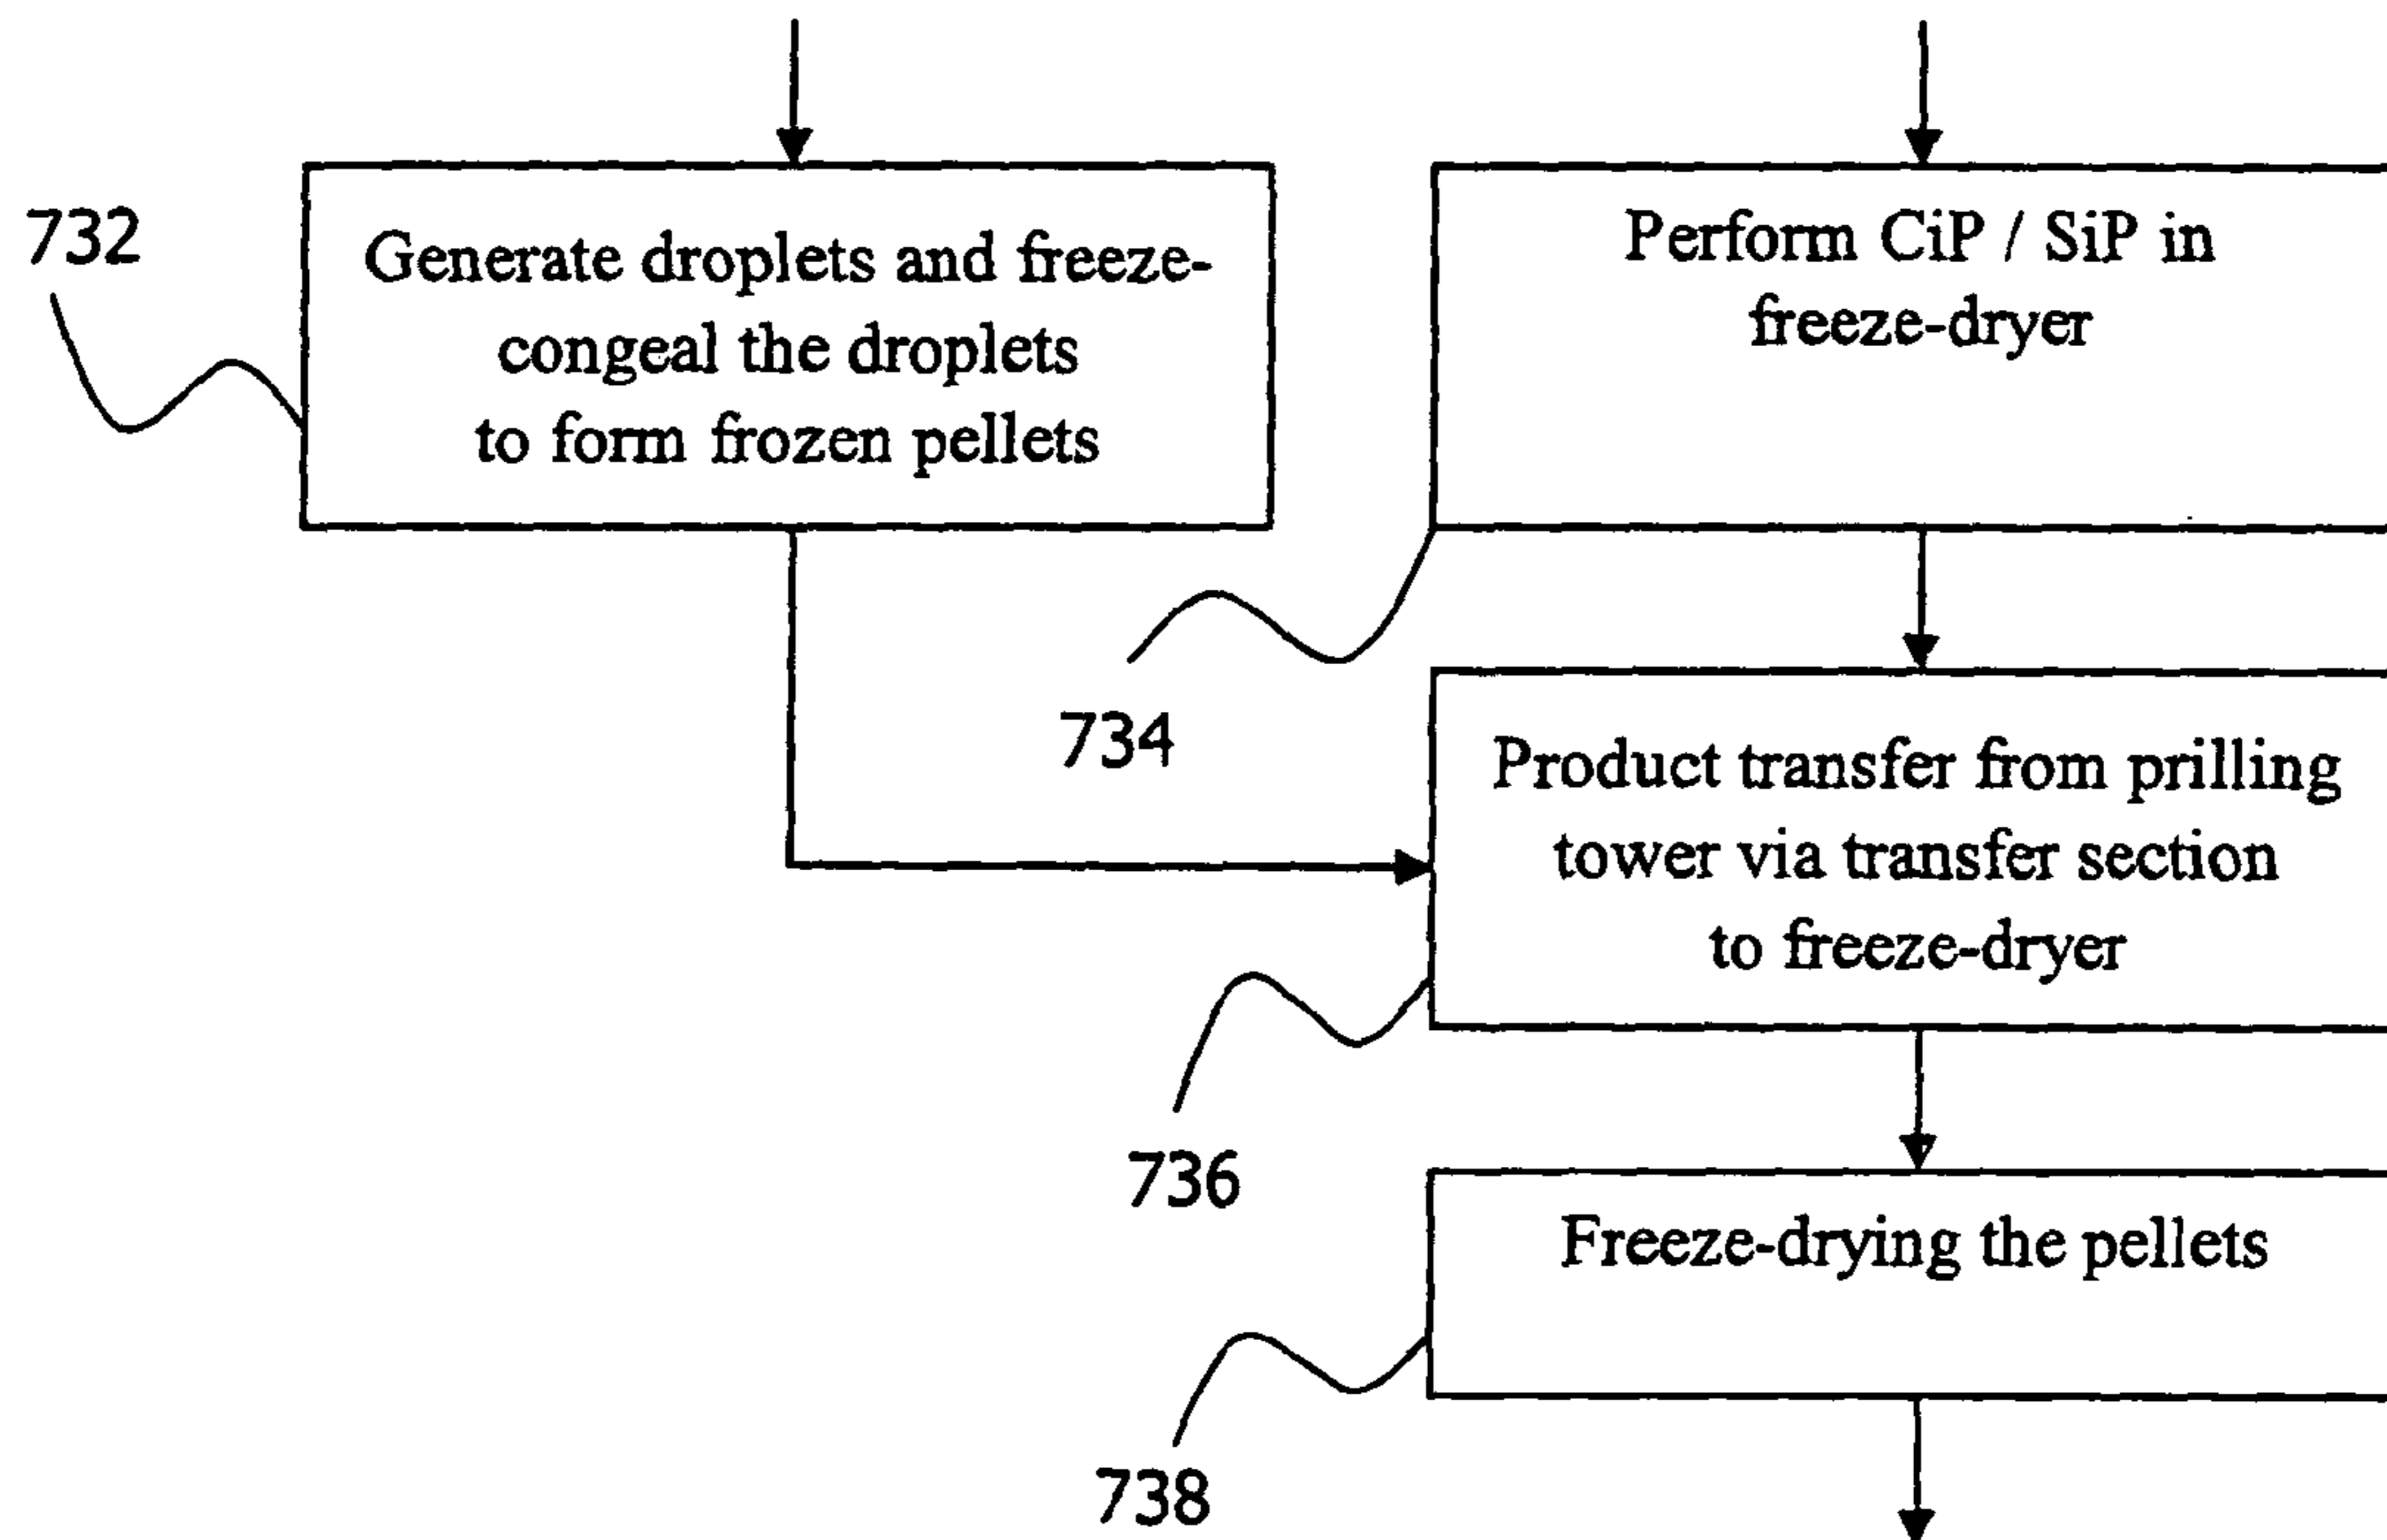 732
Generate droplets and freeze-
congeal the droplets
to form frozen pellets
Perform CiP / SiP in
freeze-dryer
734
Product transfer from prilling
tower via transfer section
to freeze-dryer
736
Freeze-drying the pellets
738